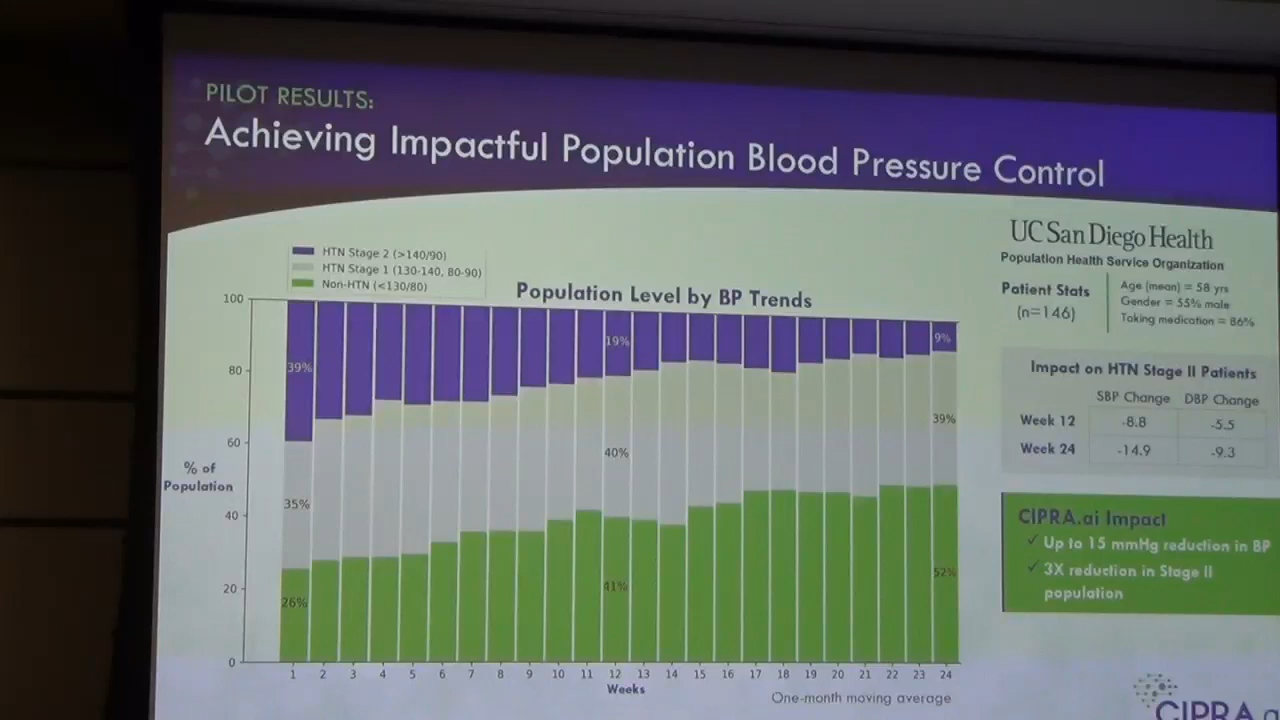 PILOT RESULTS:
Achieving Impactful Population Blood Pressure Control
HTN Stage 2 (>140/90)
HTN Stage 1 (130-140, 80-90)
Non-HTN (<130/80)
Population Level by BP Trends
100
80
60
40
20
0
% of
Population
39%
35%
26%
19%
40%
41%
9%
39%
52%
1 2 3 4 5 6 7 8 9 10 11 12 13 14 15 16 17 18 19 20 21 22 23 24
Weeks
One-month moving average
UC San Diego Health
Population Health Service Organization
Patient Stats
(n=146)
Age (mean) = 58 yrs
Gender = 55% male
Taking medication = 86%
Impact on HTN Stage II Patients
SBP Change DBP Change
Week 12 -8.8 -5.5
Week 24 -14.9 -9.3
CIPRA.ai Impact
✓ Up to 15 mmHg reduction in BP
✓ 3X reduction in Stage II
population
CIPRA.a